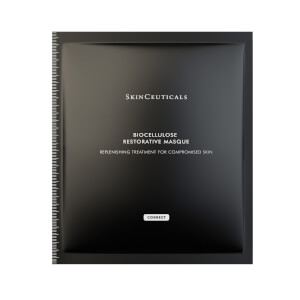 SKINCEUTICALS
BIOCELLULOSE
RESTORATIVE MASQUE
REPLENISHING TREATMENT FOR COMPROMISED SKIN
CORRECT